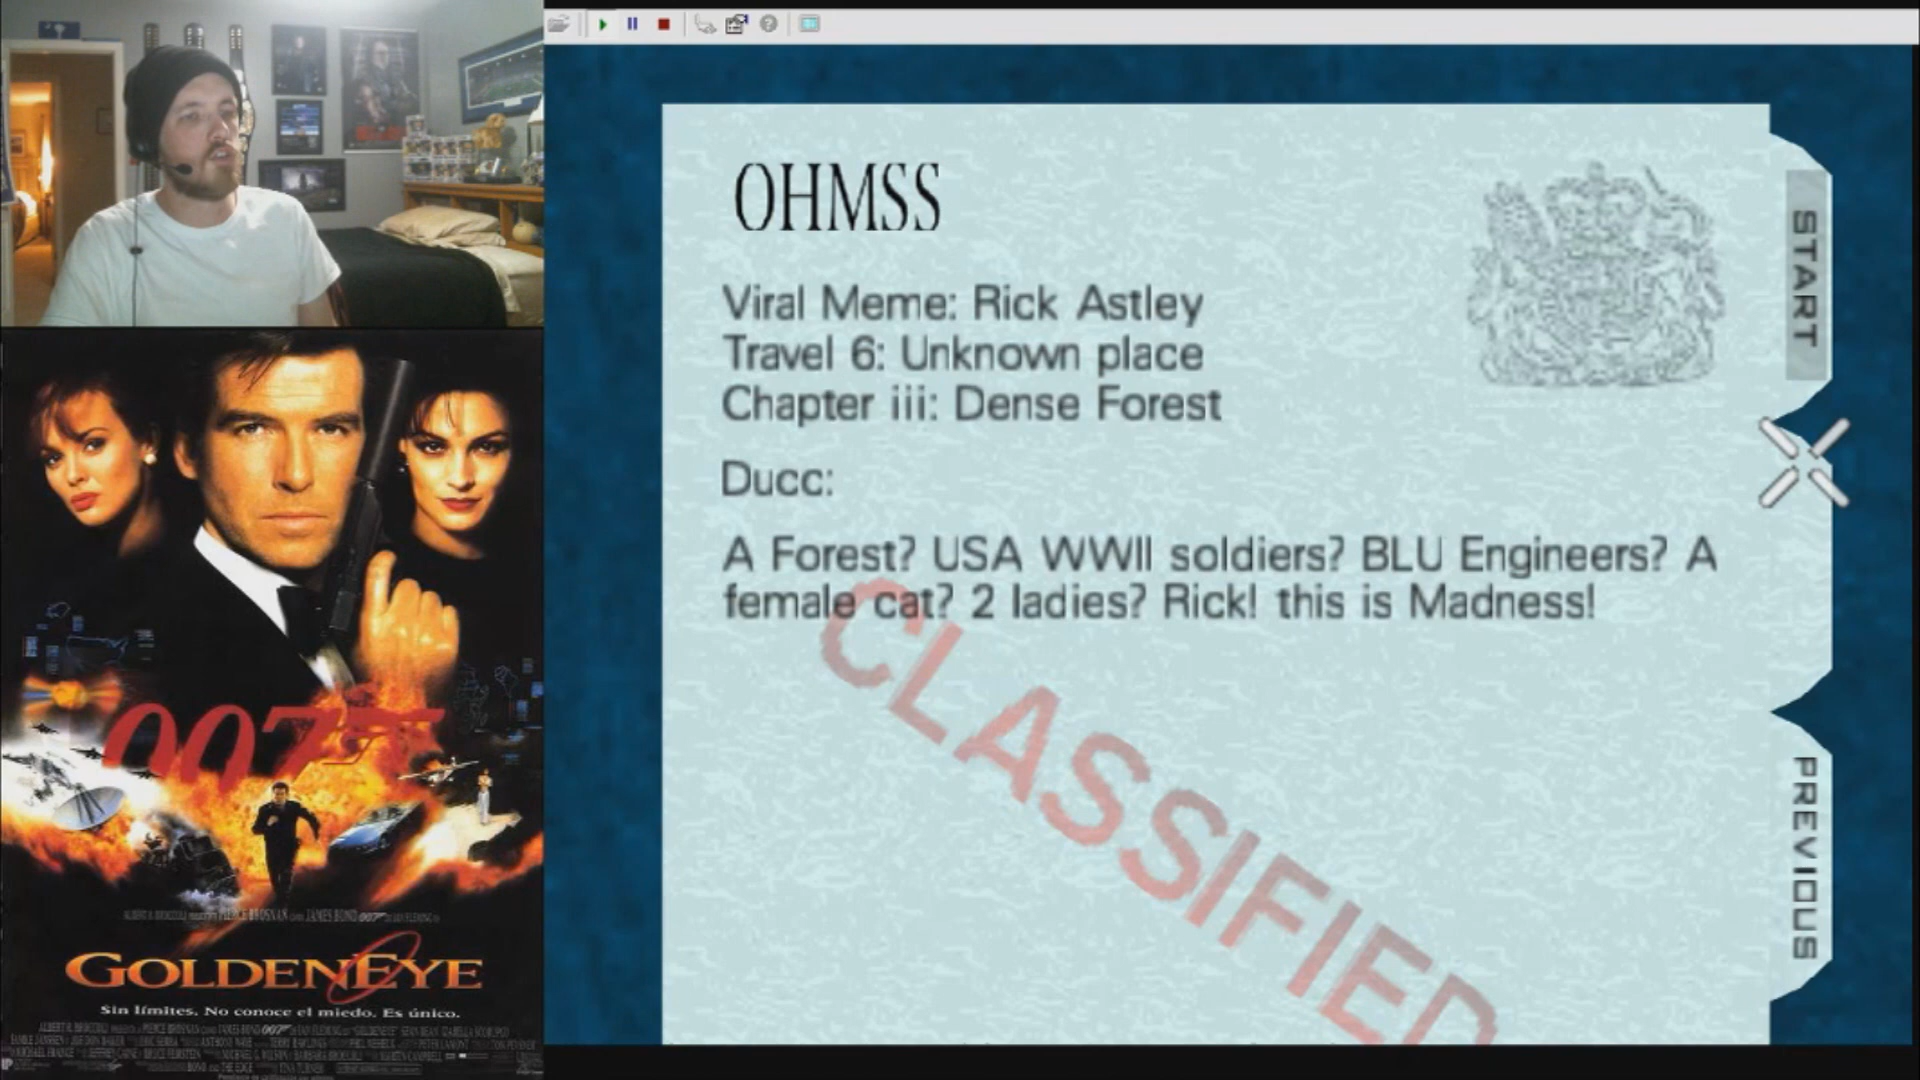 OHMSS
Viral Meme: Rick Astley
Travel 6: Unknown place
Chapter iii: Dense Forest
Ducc:
A Forest? USA WWII soldiers? BLU Engineers? A
female cat? 2 ladies? Rick! this is Madness!
CLASSIFIED
START
PREVIOUS
007
GOLDENEYE
Sin límites. No conoce el miedo. Es único.